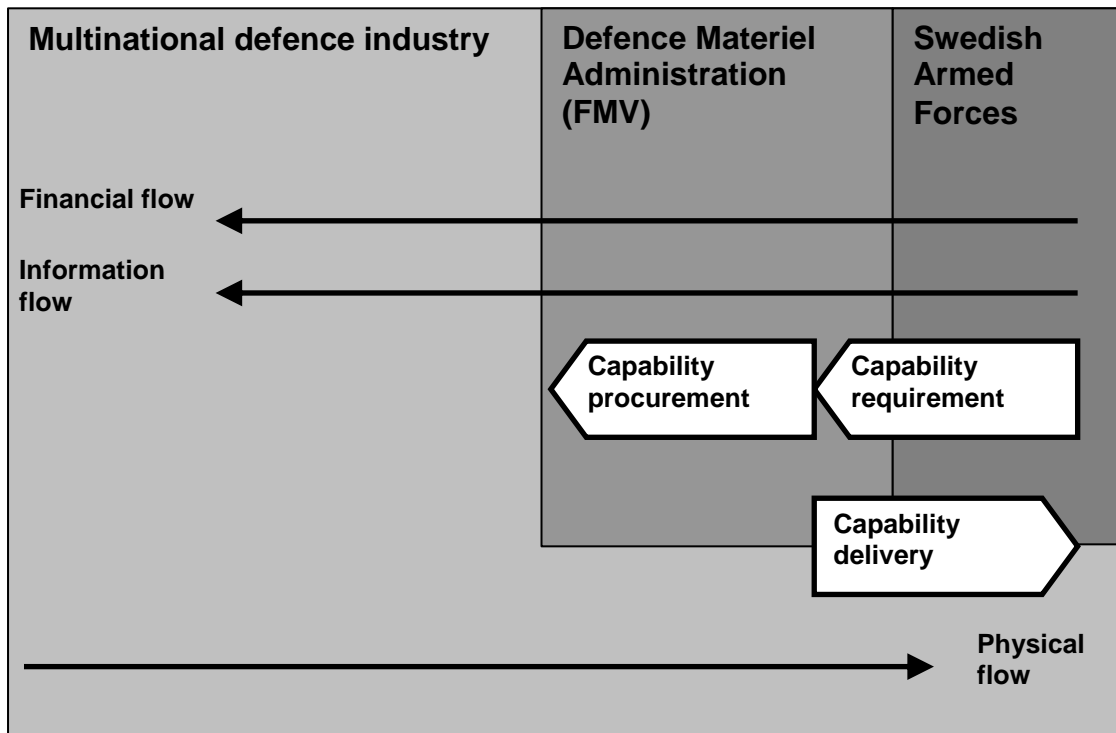 Multinational defence industry
Defence Materiel
Administration
(FMV)
Swedish
Armed
Forces
Financial flow
Information
flow
Capability
procurement
Capability
requirement
Capability
delivery
Physical
flow